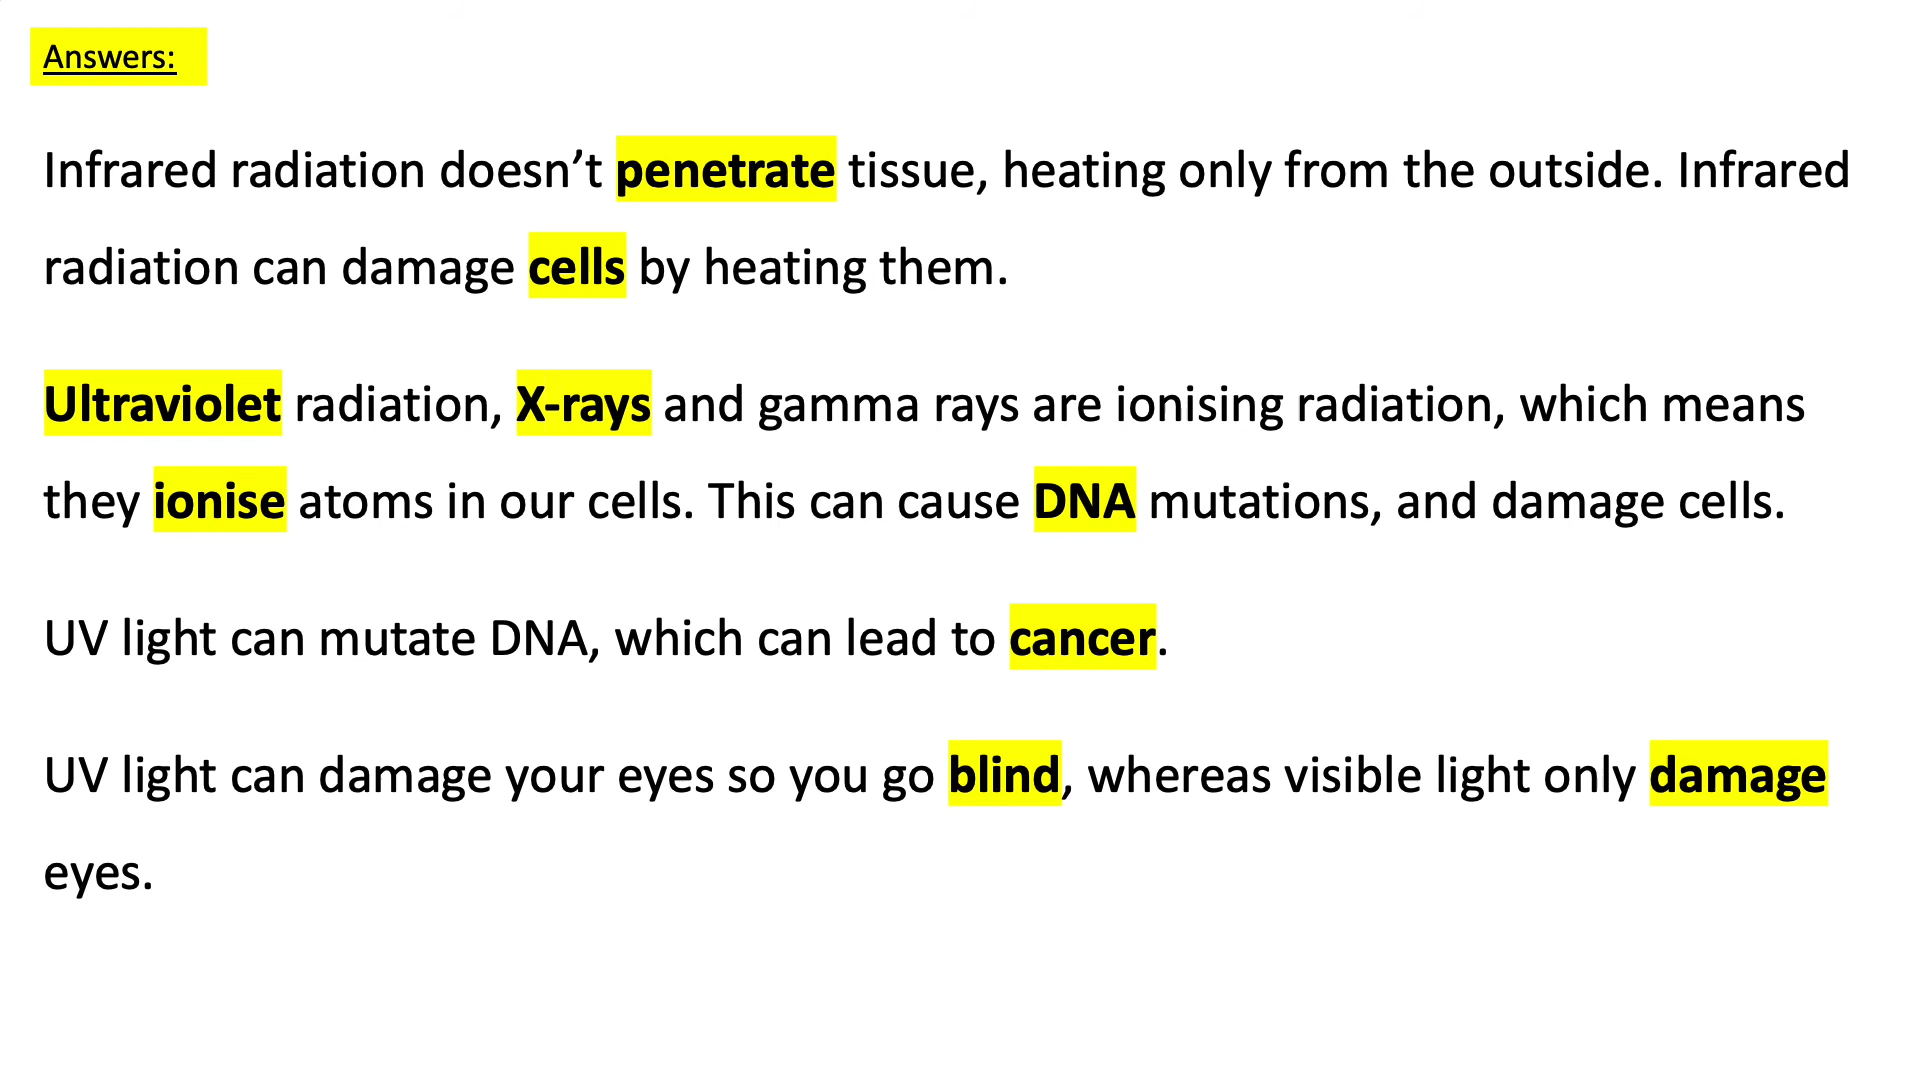 Answers:
Infrared radiation doesn’t penetrate tissue, heating only from the outside. Infrared
radiation can damage cells by heating them.
Ultraviolet radiation, X-rays and gamma rays are ionising radiation, which means
they ionise atoms in our cells. This can cause DNA mutations, and damage cells.
UV light can mutate DNA, which can lead to cancer.
UV light can damage your eyes so you go blind, whereas visible light only damage
eyes.